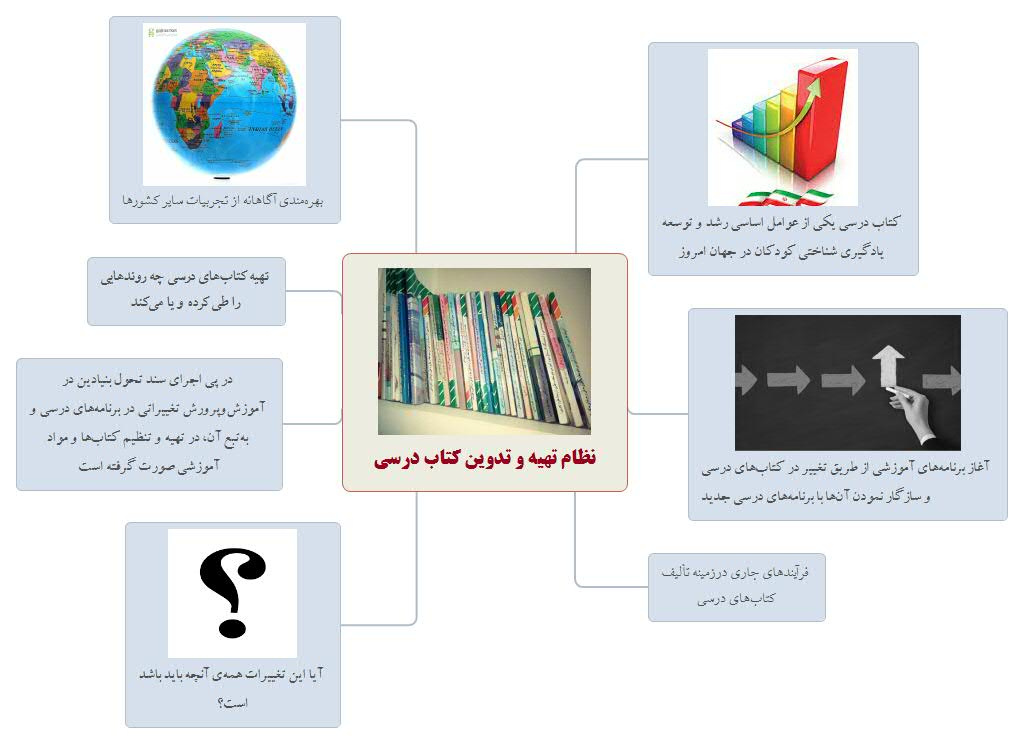 کتاب درسی یکی از عوامل اساسی رشد و توسعه
یادگیری شناختی کودکان در جهان امروز
آغاز برنامه‌های آموزشی از طریق تغییر در کتاب‌های درسی
و سازگار نمودن آن‌ها با برنامه‌های درسی جدید
فرآیندهای جاری درزمینه تألیف
کتاب‌های درسی
نظام تهیه و تدوین کتاب درسی
بهره‌مندی آگاهانه از تجربیات سایر کشورها
تهیه کتاب‌های درسی چه روندهایی
را طی کرده و یا می‌کند
در پی اجرای سند تحول بنیادین در
آموزش‌وپرورش تغییراتی در برنامه‌های درسی و
به‌تبع آن، در تهیه و تنظیم کتاب‌ها و مواد
آموزشی صورت گرفته است
؟
آیا این تغییرات همه‌ی آنچه باید باشد
است؟